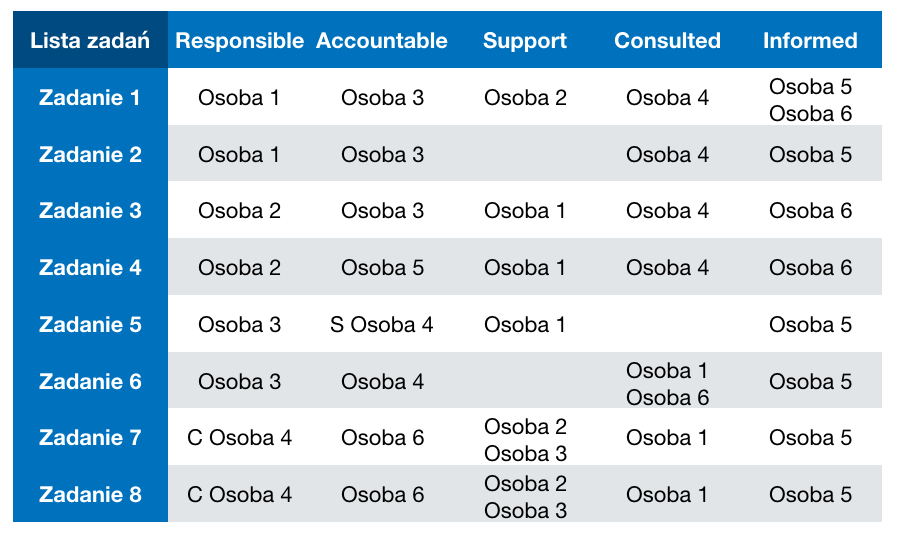 Lista zadań Responsible Accountable Support Consulted Informed
Zadanie 1 Osoba 1 Osoba 3 Osoba 2 Osoba 4 Osoba 5
Osoba 6
Zadanie 2 Osoba 1 Osoba 3 Osoba 4 Osoba 5
Zadanie 3 Osoba 2 Osoba 3 Osoba 1 Osoba 4 Osoba 6
Zadanie 4 Osoba 2 Osoba 5 Osoba 1 Osoba 4 Osoba 6
Zadanie 5 Osoba 3 S Osoba 4 Osoba 1 Osoba 5
Zadanie 6 Osoba 3 Osoba 4 Osoba 1 Osoba 5
Osoba 6
Zadanie 7 C Osoba 4 Osoba 6 Osoba 2 Osoba 1 Osoba 5
Osoba 3
Zadanie 8 C Osoba 4 Osoba 6 Osoba 2 Osoba 1 Osoba 5
Osoba 3